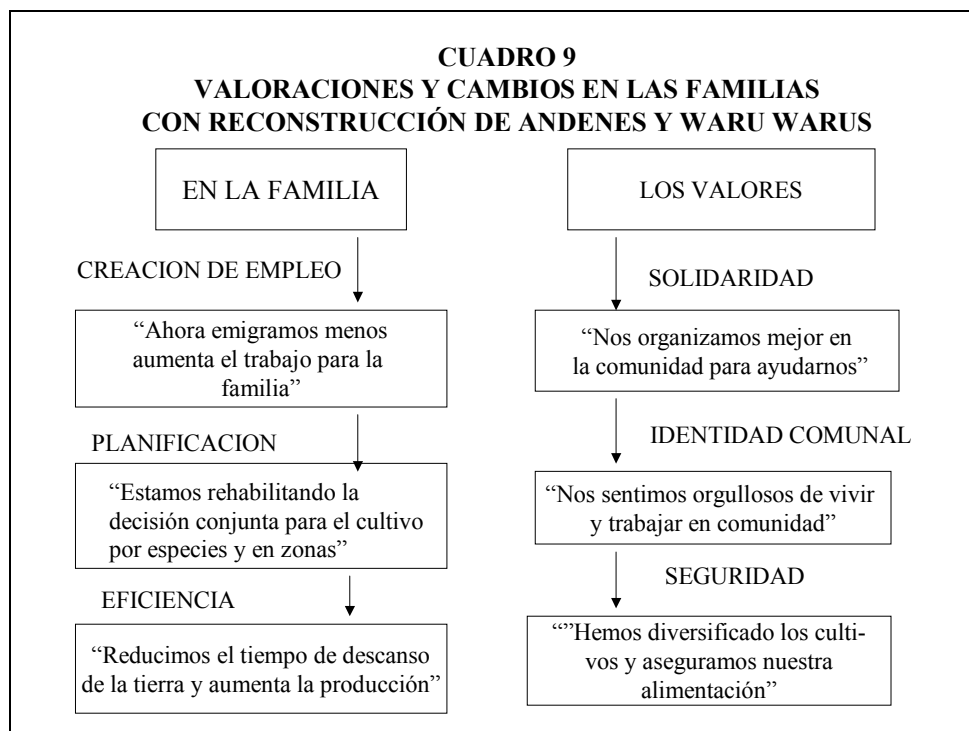 CUADRO 9
VALORACIONES Y CAMBIOS EN LAS FAMILIAS
CON RECONSTRUCCIÓN DE ANDENES Y WARU WARUS
EN LA FAMILIA
CREACION DE EMPLEO
“Ahora emigramos menos
aumenta el trabajo para la
familia”
PLANIFICACION
“Estamos rehabilitando la
decisión conjunta para el cultivo
por especies y en zonas”
EFICIENCIA
“Reducimos el tiempo de descanso
de la tierra y aumenta la producción”
LOS VALORES
SOLIDARIDAD
“Nos organizamos mejor en
la comunidad para ayudarnos”
IDENTIDAD COMUNAL
“Nos sentimos orgullosos de vivir
y trabajar en comunidad”
SEGURIDAD
“”Hemos diversificado los culti-
vos y aseguramos nuestra
alimentación”